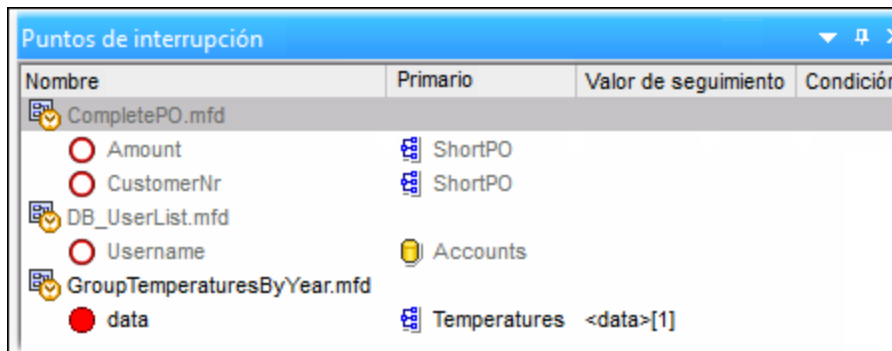 Puntos de interrupción
Nombre Primario Valor de seguimiento Condición
CompletePO.mfd
Amount ShortPO
CustomerNr ShortPO
DB_UserList.mfd
Username Accounts
GroupTemperaturesByYear.mfd
data Temperatures <data>[1]